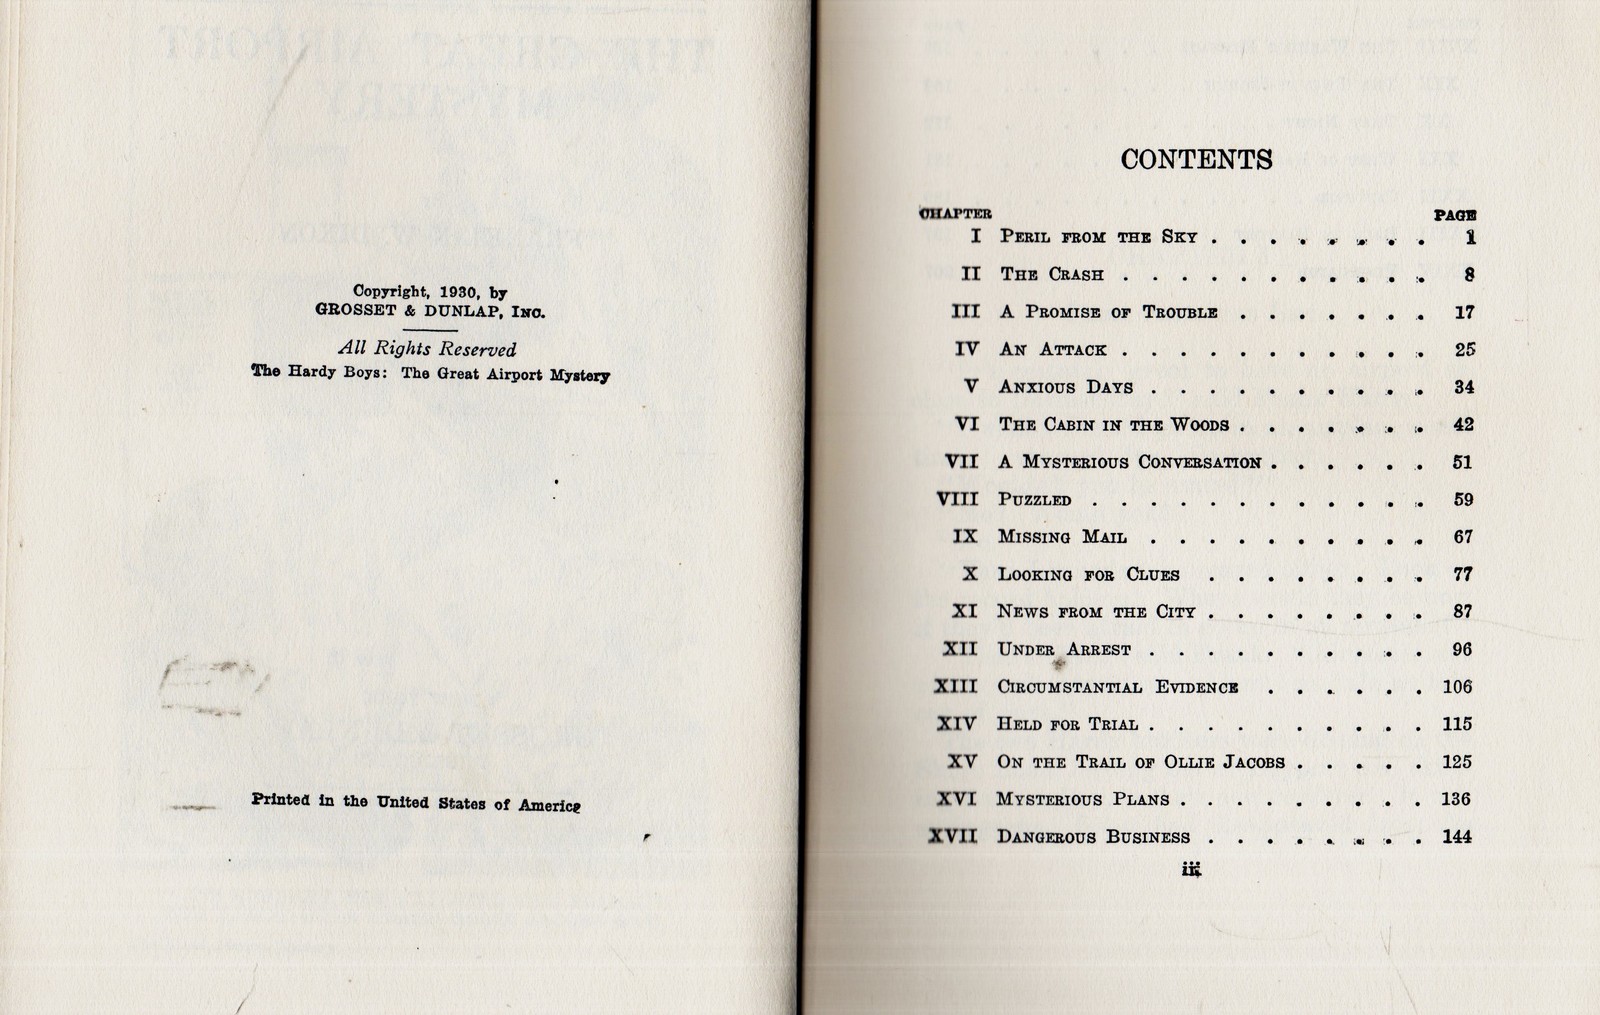 Copyright, 1930, by
GROSSET & DUNLAP, Inc.
All Rights Reserved
The Hardy Boys: The Great Airport Mystery
Printed in the United States of America
CONTENTS
CHAPTER PAGE
I Peril from the Sky . . . . . . . . 1
II The Crash . . . . . . . . . . . 8
III A Promise of Trouble . . . . . . . 17
IV An Attack . . . . . . . . . . . 25
V Anxious Days . . . . . . . . . . 34
VI The Cabin in the Woods . . . . . . . 42
VII A Mysterious Conversation . . . . . . 51
VIII Puzzled . . . . . . . . . . . . 59
IX Missing Mail . . . . . . . . . . 67
X Looking for Clues . . . . . . . . 77
XI News from the City . . . . . . . . 87
XII Under Arrest . . . . . . . . . . 96
XIII Circumstantial Evidence . . . . . . 106
XIV Held for Trial . . . . . . . . . . 115
XV On the Trail of Ollie Jacobs . . . . . 125
XVI Mysterious Plans . . . . . . . . . 136
XVII Dangerous Business . . . . . . . . 144
iii